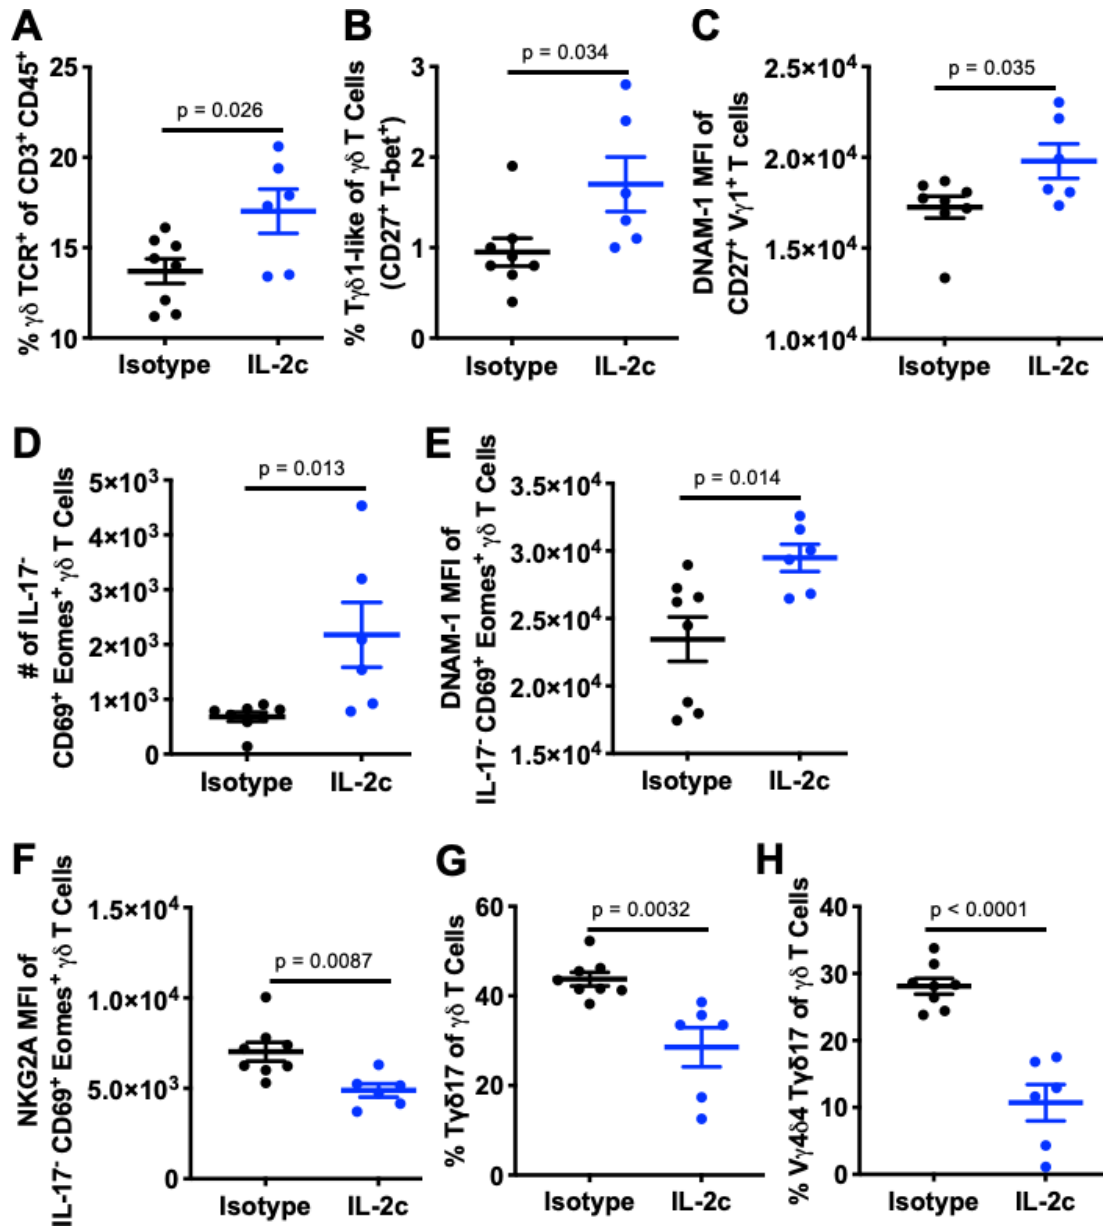 A
% γδ TCR⁺ of CD3⁺ CD45⁺
25
20
15
10
p = 0.026
Isotype
IL-2c
B
% Tγδ1-like of γδ T Cells
(CD27⁺ T-bet⁺)
3
2
1
0
p = 0.034
Isotype
IL-2c
C
DNAM-1 MFI of
CD27⁺ Vγ1⁺ T cells
2.5×10⁴
2.0×10⁴
1.5×10⁴
1.0×10⁴
p = 0.035
Isotype
IL-2c
D
# of IL-17⁻
CD69⁺ Eomes⁺ γδ T Cells
5×10³
4×10³
3×10³
2×10³
1×10³
0
p = 0.013
Isotype
IL-2c
E
DNAM-1 MFI of
IL-17⁻ CD69⁺ Eomes⁺ γδ T Cells
3.5×10⁴
3.0×10⁴
2.5×10⁴
2.0×10⁴
1.5×10⁴
p = 0.014
Isotype
IL-2c
F
NKG2A MFI of
IL-17⁻ CD69⁺ Eomes⁺ γδ T Cells
1.5×10⁴
1.0×10⁴
5.0×10³
0
p = 0.0087
Isotype
IL-2c
G
% Tγδ17 of γδ T Cells
60
40
20
0
p = 0.0032
Isotype
IL-2c
H
% Vγ4δ4 Tγδ17 of γδ T Cells
40
30
20
10
0
p < 0.0001
Isotype
IL-2c